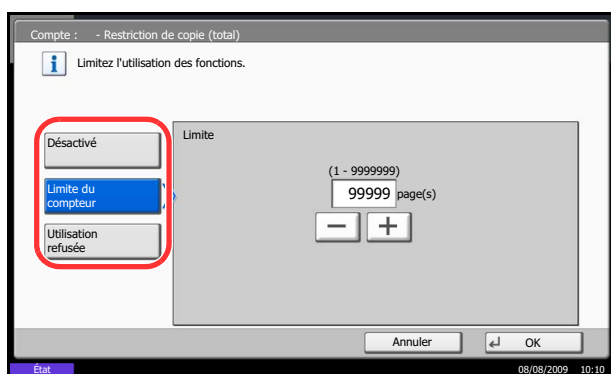 Compte : - Restriction de copie (total)
i
Limitez l'utilisation des fonctions.
Désactivé
Limite du
compteur
Utilisation
refusée
Limite
(1 - 9999999)
99999 page(s)
− +
Annuler
OK
État
08/08/2009 10:10